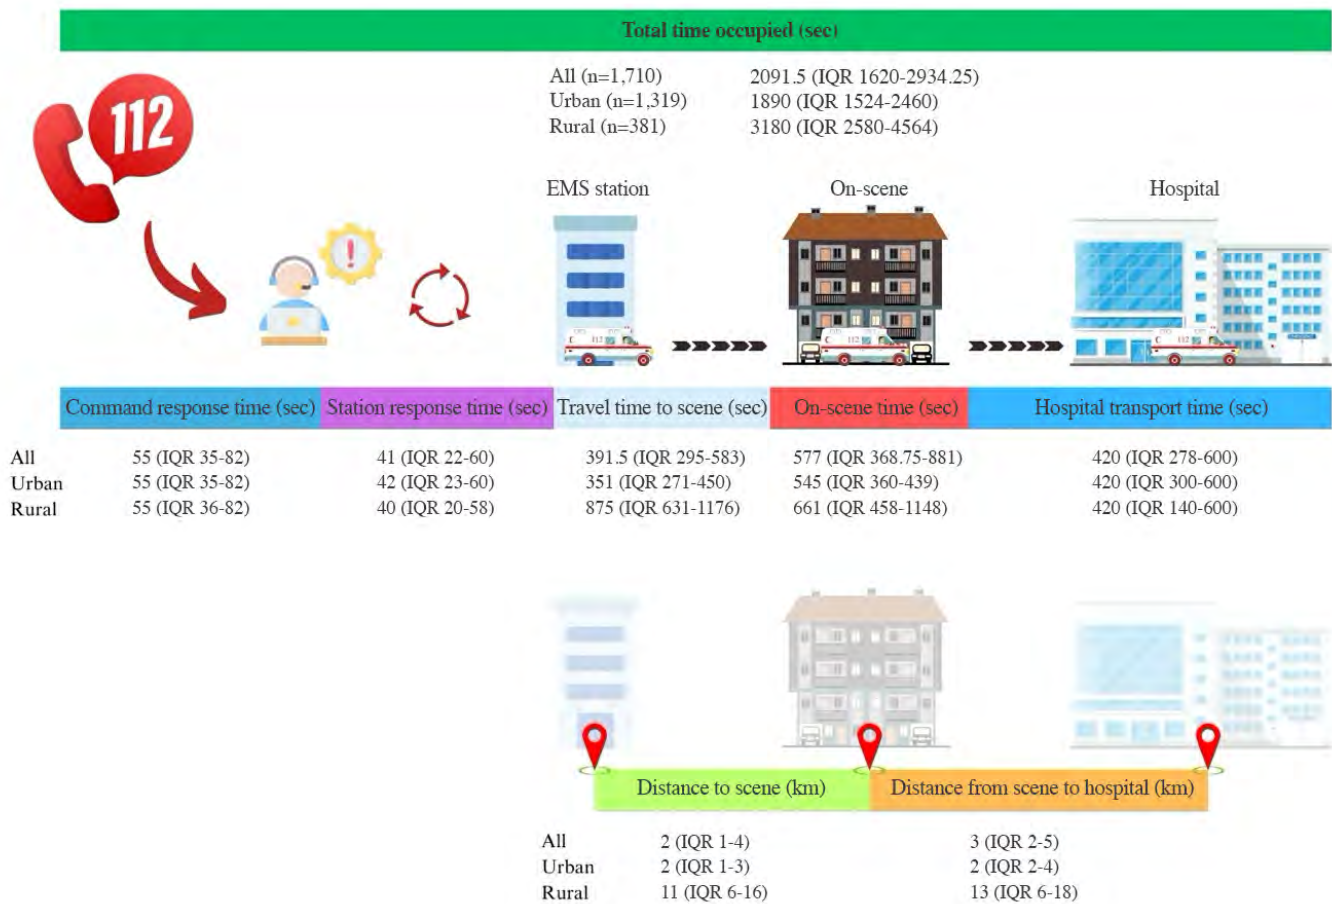 Total time occupied (sec)
All (n=1,710) 2091.5 (IQR 1620-2934.25)
Urban (n=1,319) 1890 (IQR 1524-2460)
Rural (n=381) 3180 (IQR 2580-4564)
112
EMS station On-scene Hospital
112 112 112
Command response time (sec) Station response time (sec) Travel time to scene (sec) On-scene time (sec) Hospital transport time (sec)
All 55 (IQR 35-82) 41 (IQR 22-60) 391.5 (IQR 295-583) 577 (IQR 368.75-881) 420 (IQR 278-600)
Urban 55 (IQR 35-82) 42 (IQR 23-60) 351 (IQR 271-450) 545 (IQR 360-439) 420 (IQR 300-600)
Rural 55 (IQR 36-82) 40 (IQR 20-58) 875 (IQR 631-1176) 661 (IQR 458-1148) 420 (IQR 140-600)
Distance to scene (km) Distance from scene to hospital (km)
All 2 (IQR 1-4) 3 (IQR 2-5)
Urban 2 (IQR 1-3) 2 (IQR 2-4)
Rural 11 (IQR 6-16) 13 (IQR 6-18)